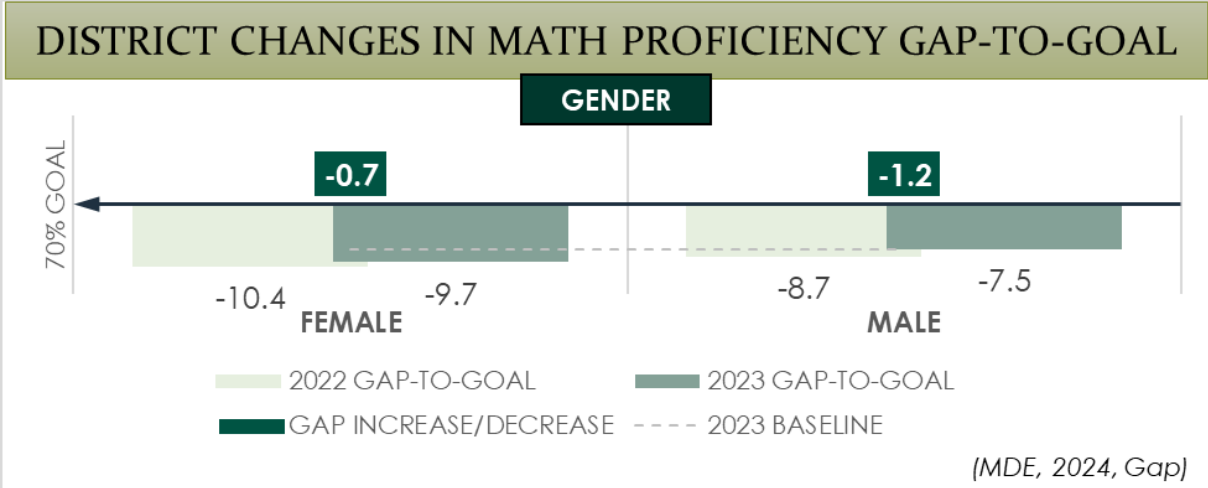 DISTRICT CHANGES IN MATH PROFICIENCY GAP-TO-GOAL
GENDER
70% GOAL
-0.7
-1.2
-10.4
-9.7
-8.7
-7.5
FEMALE
MALE
2022 GAP-TO-GOAL
2023 GAP-TO-GOAL
GAP INCREASE/DECREASE
2023 BASELINE
(MDE, 2024, Gap)